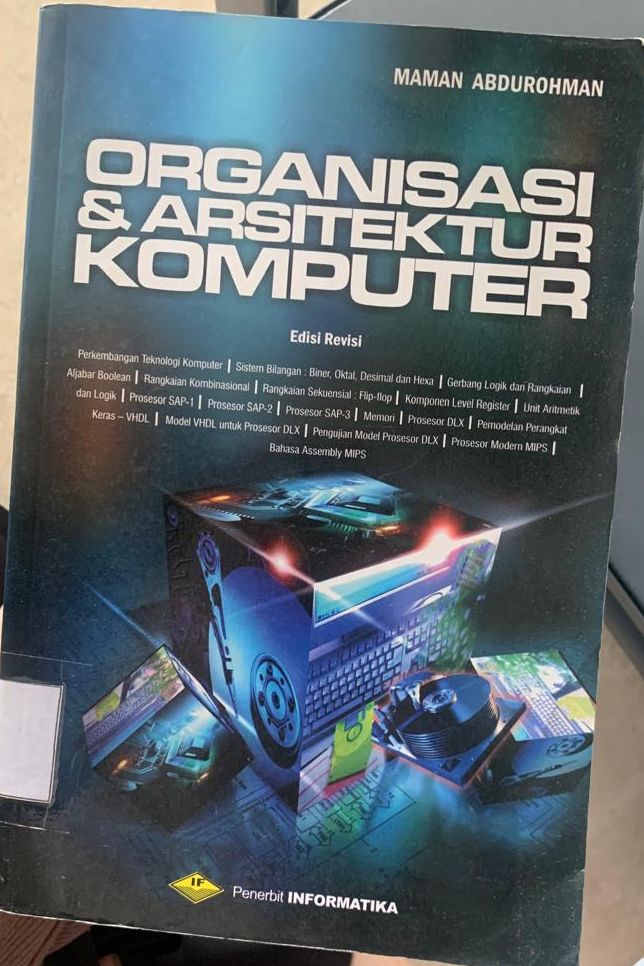 MAMAN ABDUROHMAN
ORGANISASI
& ARSITEKTUR
KOMPUTER
Edisi Revisi
Perkembangan Teknologi Komputer | Sistem Bilangan : Biner, Oktal, Desimal dan Hexa | Gerbang Logik dan Rangkaian |
Aljabar Boolean | Rangkaian Kombinasional | Rangkaian Sekuensial : Flip-flop | Komponen Level Register | Unit Aritmetik
dan Logik | Prosesor SAP-1 | Prosesor SAP-2 | Prosesor SAP-3 | Memori | Prosesor DLX | Pemodelan Perangkat
Keras – VHDL | Model VHDL untuk Prosesor DLX | Pengujian Model Prosesor DLX | Prosesor Modern MIPS |
Bahasa Assembly MIPS
IF
Penerbit INFORMATIKA